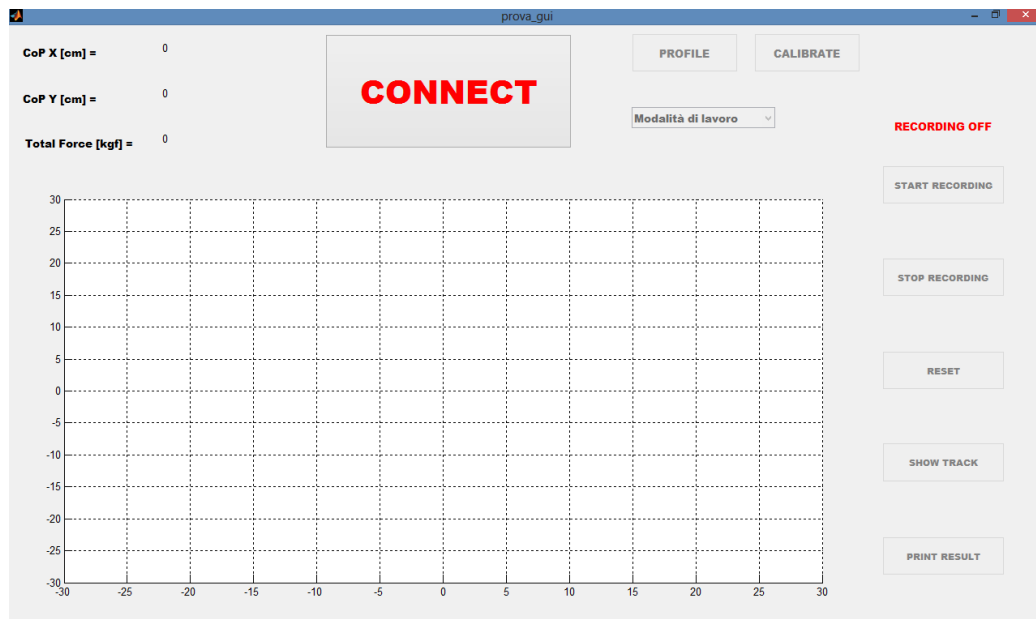 prova_gui
CoP X [cm] = 0
CONNECT
PROFILE
CALIBRATE
CoP Y [cm] = 0
Modalità di lavoro
Total Force [kgf] = 0
RECORDING OFF
START RECORDING
STOP RECORDING
RESET
SHOW TRACK
PRINT RESULT
30
25
20
15
10
5
0
-5
-10
-15
-20
-25
-30
-30 -25 -20 -15 -10 -5 0 5 10 15 20 25 30